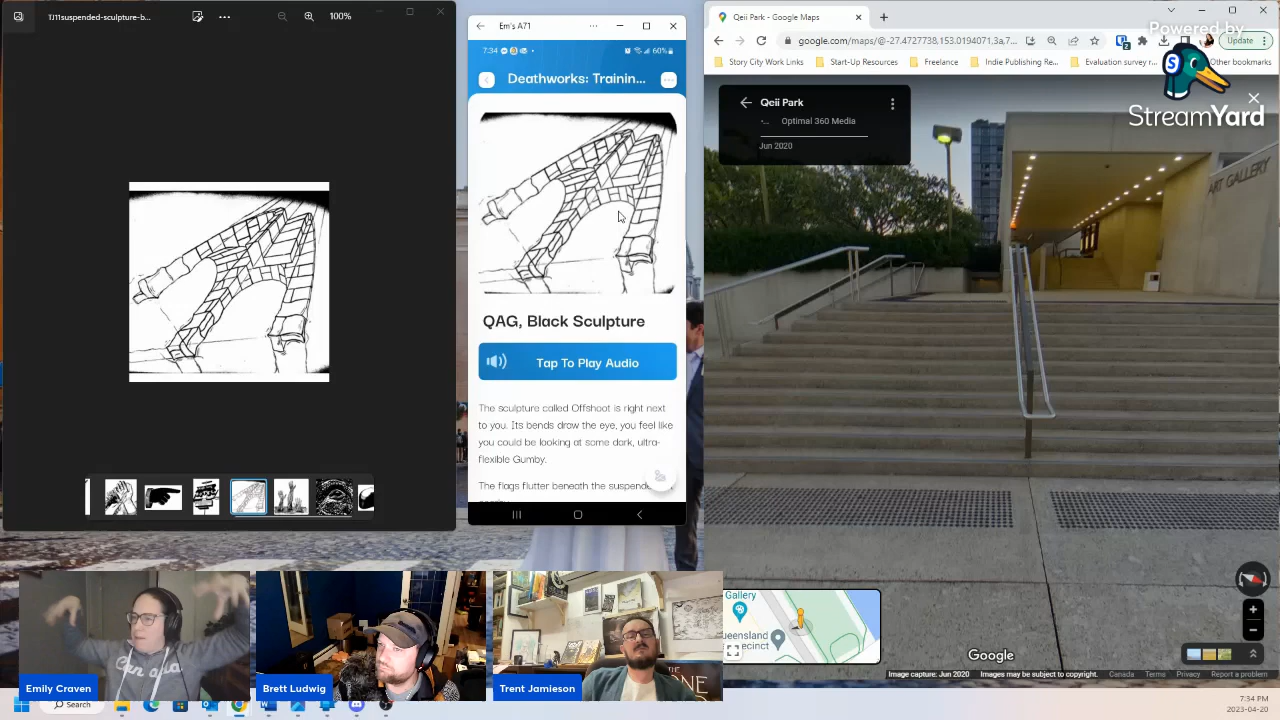 1J11suspended-sculpture-b...
100%
Em's A71
7:34
60%
Deathworks: Trainin...
QAG, Black Sculpture
Tap To Play Audio
The sculpture called Offshoot is right next
to you. Its bends draw the eye, you feel like
you could be looking at some dark, ultra-
flexible Gumby.
The flags flutter beneath the suspende
Qeii Park - Google Maps
google.com/maps/@-27.4727738,153.0194071,3a,7...
Update
Story City Work Links
Start-up Resources
Freelance
Indie Publishing Re...
Other bookmarks
Powered by
StreamYard
Qeii Park
-... Optimal 360 Media
Jun 2020
ART GALLERY
Gallery
ueensland
ecinct
Google
Image capture: Jun 2020 Images may be subject to copyright. Canada Terms Privacy Report a problem
Emily Craven
Brett Ludwig
Trent Jamieson
Search
7:34 PM
2023-04-20